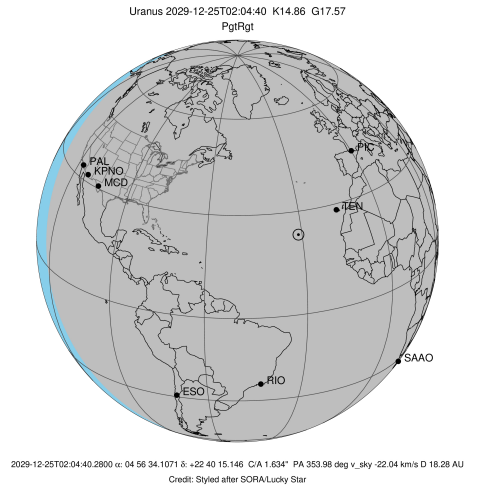 Uranus 2029-12-25T02:04:40 K14.86 G17.57
PgtRgt
PIC
PAL
KPNO
MCD
TEN
SAAO
RIO
ESO
2029-12-25T02:04:40.2800 α: 04 56 34.1071 δ: +22 40 15.146 C/A 1.634" PA 353.98 deg v_sky -22.04 km/s D 18.28 AU
Credit: Styled after SORA/Lucky Star